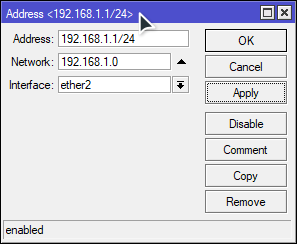 Address <192.168.1.1/24>
Address: 192.168.1.1/24
OK
Network: 192.168.1.0
Cancel
Interface: ether2
Apply
Disable
Comment
Copy
Remove
enabled